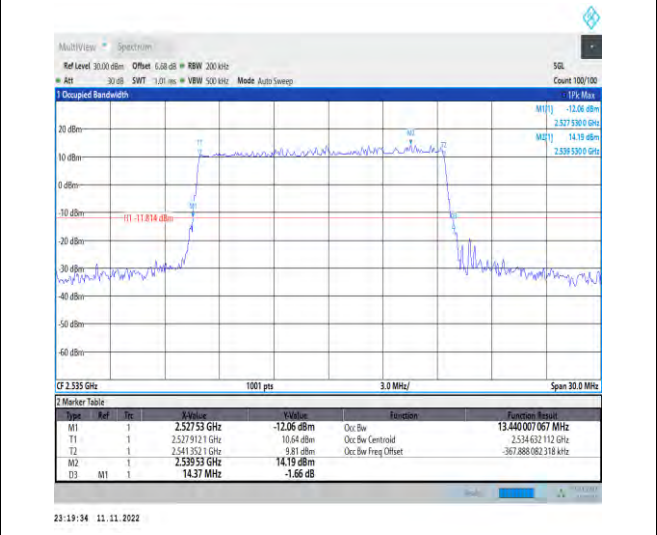 MultiView Spectrum
Ref Level 30.00 dBm Offset 6.68 dB RBW 200 kHz SGL
Att 30 dB SWT 1.01 ms VBW 500 kHz Mode Auto Sweep Count 100/100
1 Occupied Bandwidth 1Pk Max
M1[1] -12.06 dBm
2.527 530 0 GHz
20 dBm
M2[1] 14.19 dBm
2.539 530 0 GHz
T1 M2 T2
10 dBm
0 dBm
M1
-10 dBm
H1 -11.814 dBm
-20 dBm
-30 dBm
-40 dBm
-50 dBm
-60 dBm
CF 2.535 GHz 1001 pts 3.0 MHz/ Span 30.0 MHz
2 Marker Table
Type Ref Trc X-Value Y-Value Function Function Result
M1 1 2.527 53 GHz -12.06 dBm Occ Bw 13.440 007 067 MHz
T1 1 2.527 912 1 GHz 10.64 dBm Occ Bw Centroid 2.534 632 112 GHz
T2 1 2.541 352 1 GHz 9.81 dBm Occ Bw Freq Offset -367.888 082 318 kHz
M2 1 2.539 53 GHz 14.19 dBm
D3 M1 1 14.37 MHz -1.66 dB
23:19:34 11.11.2022